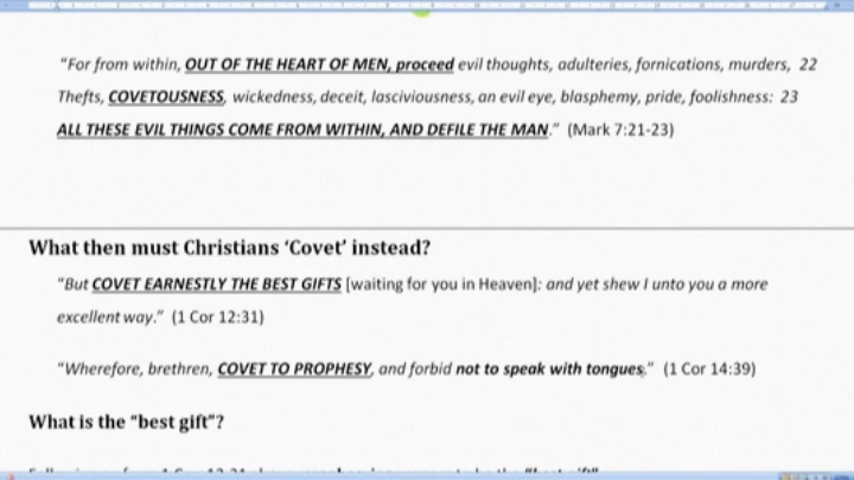 “For from within, OUT OF THE HEART OF MEN, proceed evil thoughts, adulteries, fornications, murders, 22
Thefts, COVETOUSNESS, wickedness, deceit, lasciviousness, an evil eye, blasphemy, pride, foolishness: 23
ALL THESE EVIL THINGS COME FROM WITHIN, AND DEFILE THE MAN.” (Mark 7:21-23)
What then must Christians ‘Covet’ instead?
“But COVET EARNESTLY THE BEST GIFTS [waiting for you in Heaven]: and yet shew I unto you a more
excellent way.” (1 Cor 12:31)
“Wherefore, brethren, COVET TO PROPHESY, and forbid not to speak with tongues.” (1 Cor 14:39)
What is the “best gift”?